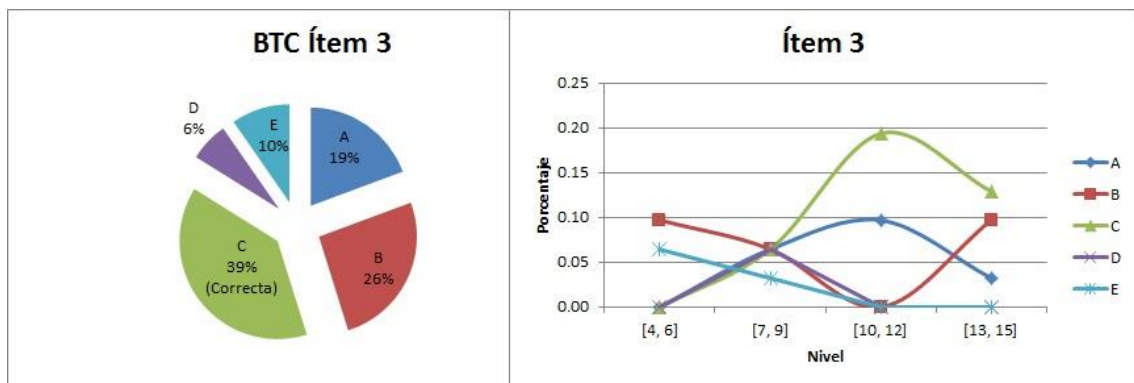 BTC Ítem 3
D
6%
E
10%
A
19%
C
39%
(Correcta)
B
26%
Ítem 3
Porcentaje
0.25
0.20
0.15
0.10
0.05
0.00
[4, 6]
[7, 9]
[10, 12]
[13, 15]
Nivel
A
B
C
D
E